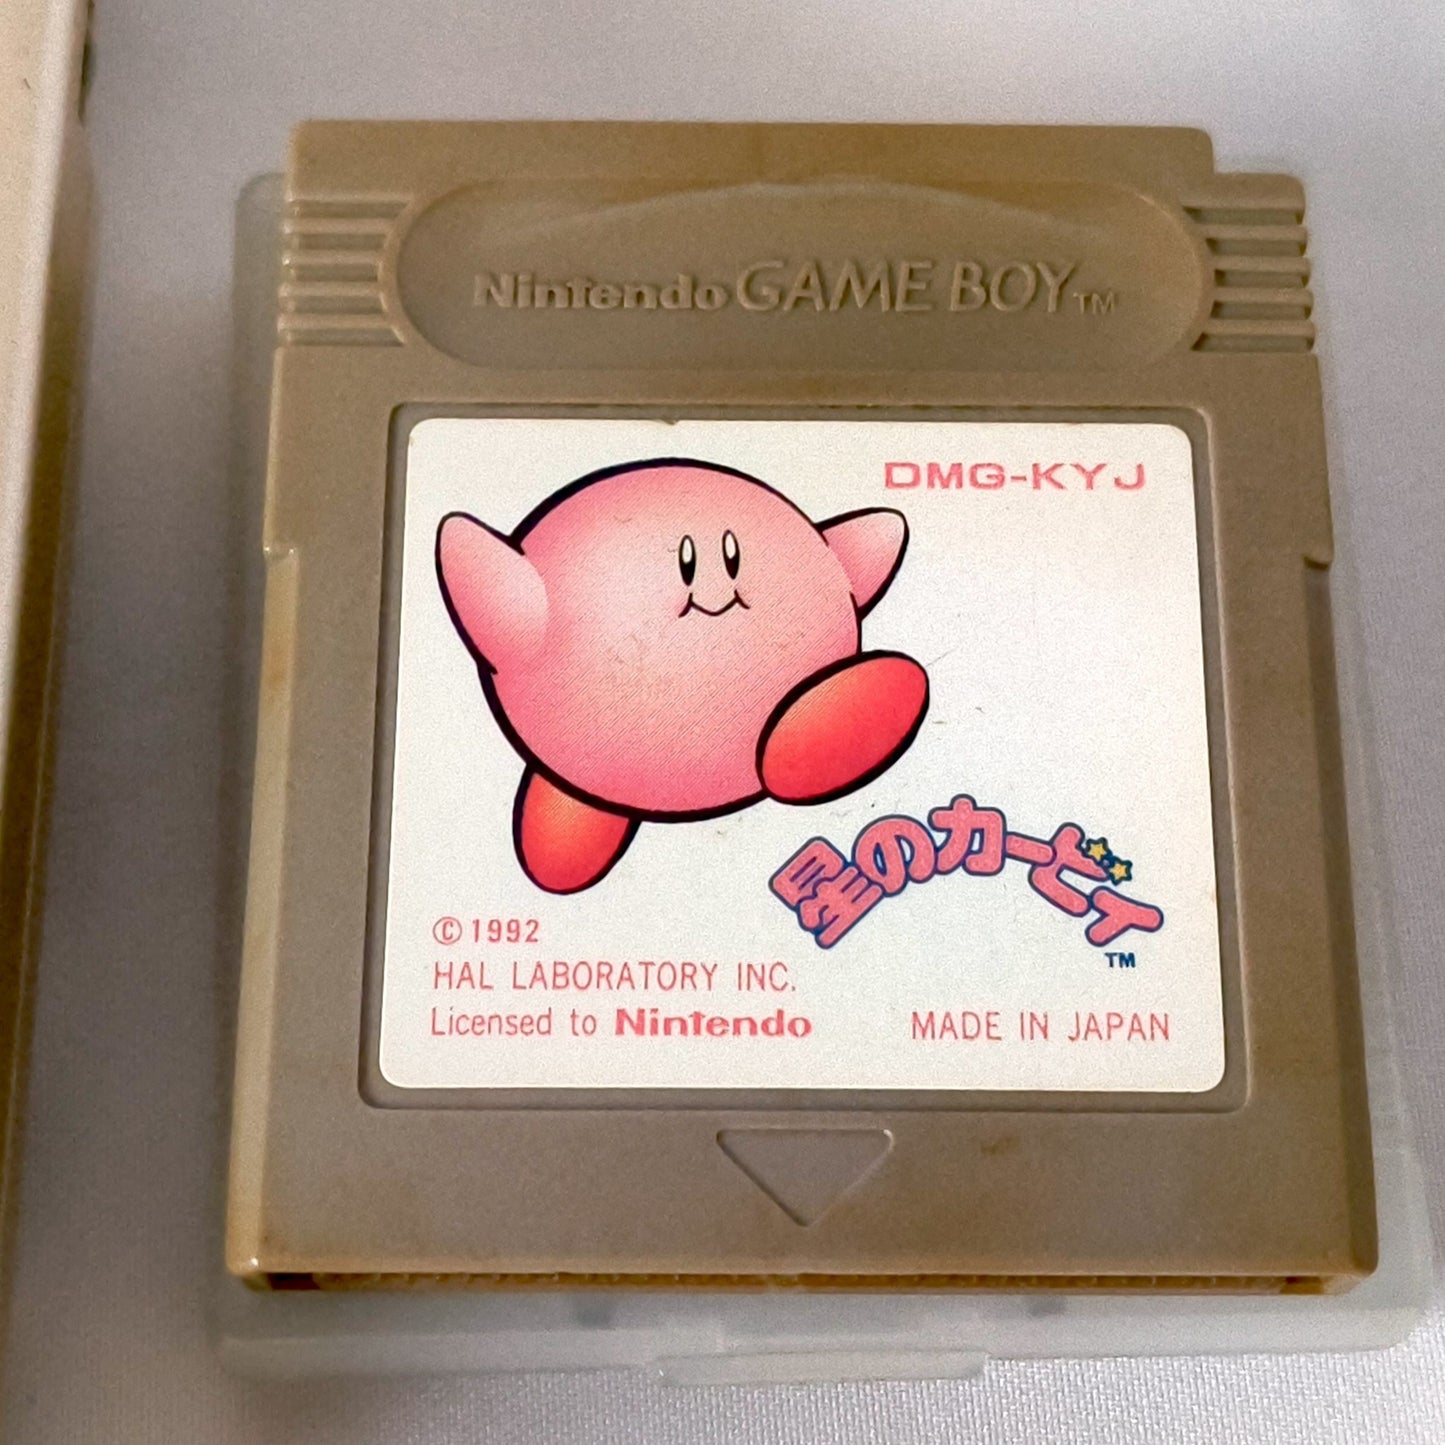 Nintendo GAME BOY™
DMG-KYJ
星のカービィ
TM
© 1992
HAL LABORATORY INC.
Licensed to Nintendo
MADE IN JAPAN